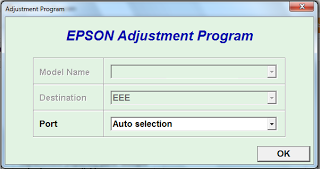 Adjustment Program
EPSON Adjustment Program
Model Name
Destination EEE
Port Auto selection
OK